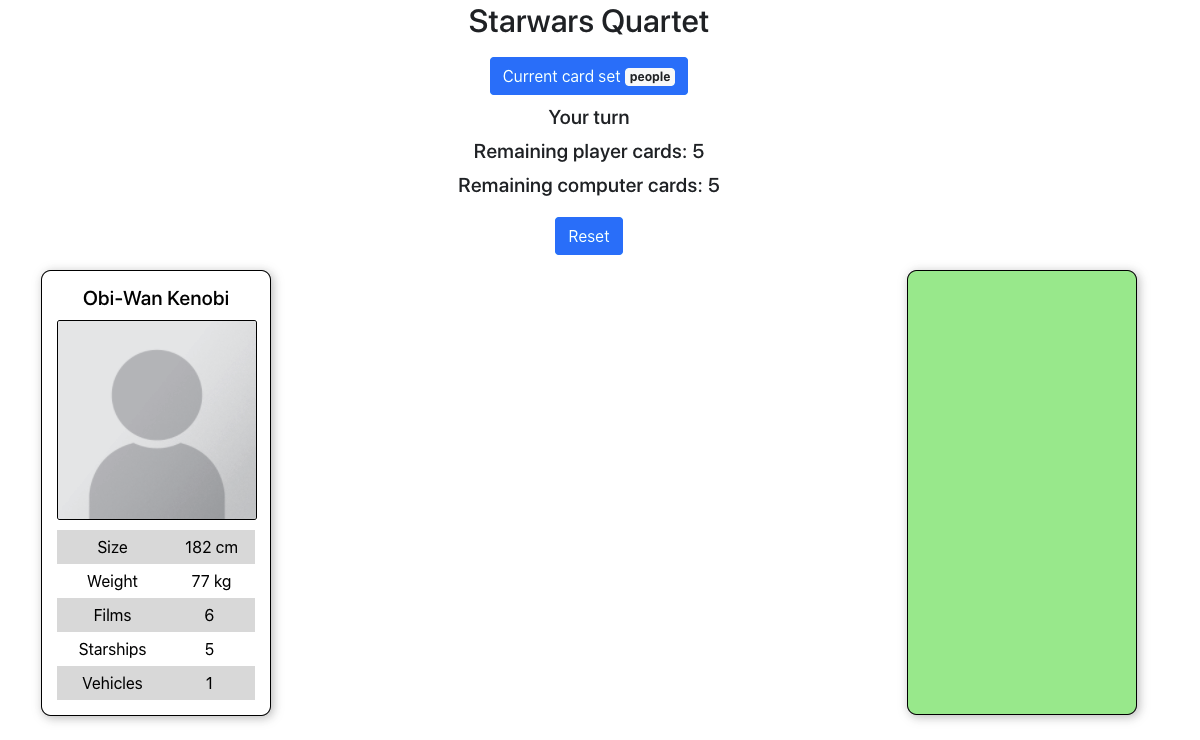 Starwars Quartet
Current card set people
Your turn
Remaining player cards: 5
Remaining computer cards: 5
Reset
Obi-Wan Kenobi
Size 182 cm
Weight 77 kg
Films 6
Starships 5
Vehicles 1